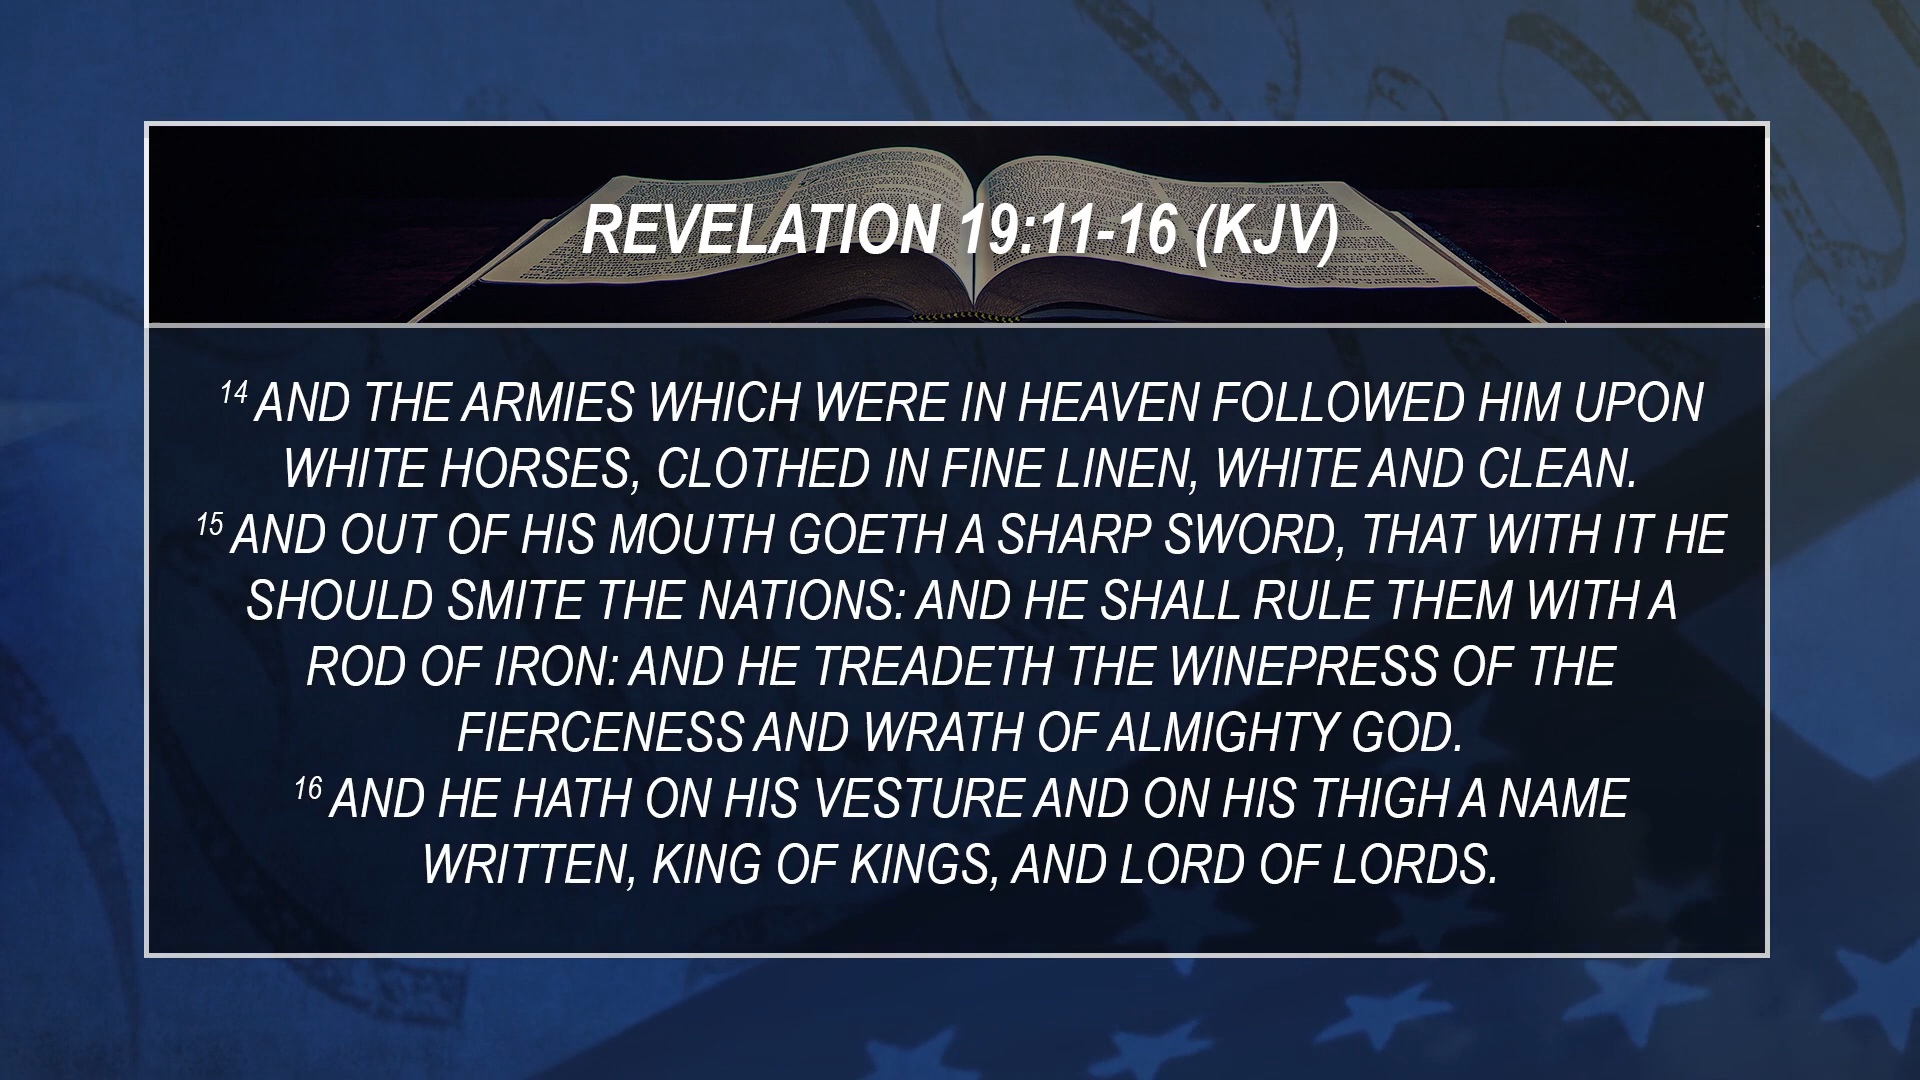 REVELATION 19:11-16 (KJV)
14 AND THE ARMIES WHICH WERE IN HEAVEN FOLLOWED HIM UPON
WHITE HORSES, CLOTHED IN FINE LINEN, WHITE AND CLEAN.
15 AND OUT OF HIS MOUTH GOETH A SHARP SWORD, THAT WITH IT HE
SHOULD SMITE THE NATIONS: AND HE SHALL RULE THEM WITH A
ROD OF IRON: AND HE TREADETH THE WINEPRESS OF THE
FIERCENESS AND WRATH OF ALMIGHTY GOD.
16 AND HE HATH ON HIS VESTURE AND ON HIS THIGH A NAME
WRITTEN, KING OF KINGS, AND LORD OF LORDS.